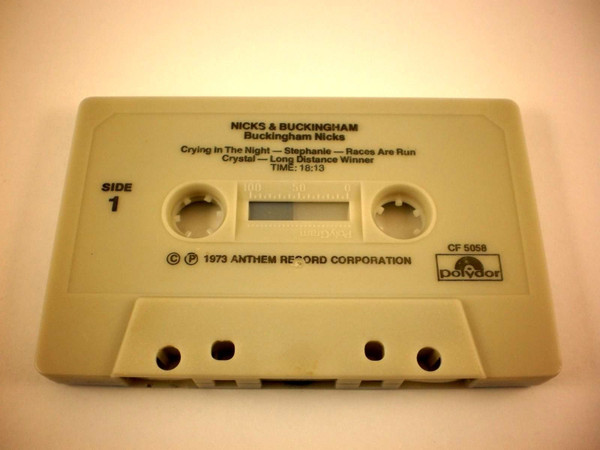 NICKS & BUCKINGHAM
Buckingham Nicks
Crying In The Night — Stephanie — Races Are Run
Crystal — Long Distance Winner
TIME: 18:13
SIDE
1
00 50 0
Ⓒ Ⓟ 1973 ANTHEM RECORD CORPORATION
CF 5058
polydor